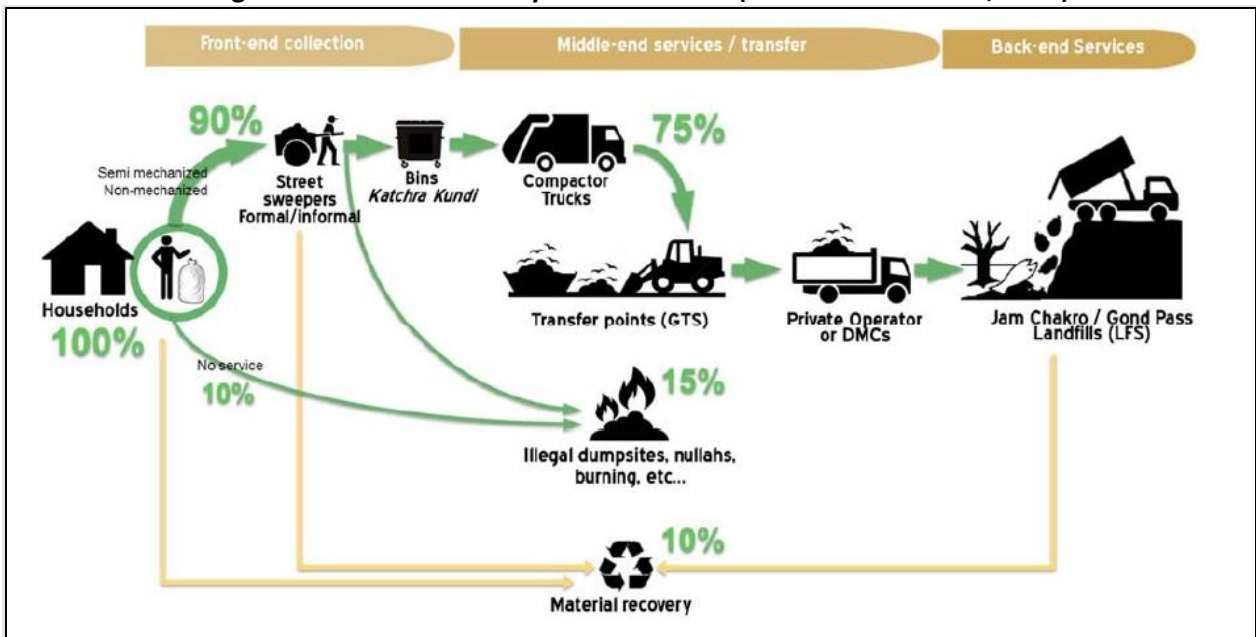 Front-end collection
Middle-end services / transfer
Back-end Services
90%
75%
Semi mechanized
Non-mechanized
Street
sweepers
Formal/informal
Bins
Katchra Kundi
Compactor
Trucks
Households
100%
Transfer points (GTS)
Private Operator
or DMCs
Jam Chakro / Gond Pass
Landfills (LFS)
No service
10%
15%
Illegal dumpsites, nullahs,
burning, etc...
10%
Material recovery